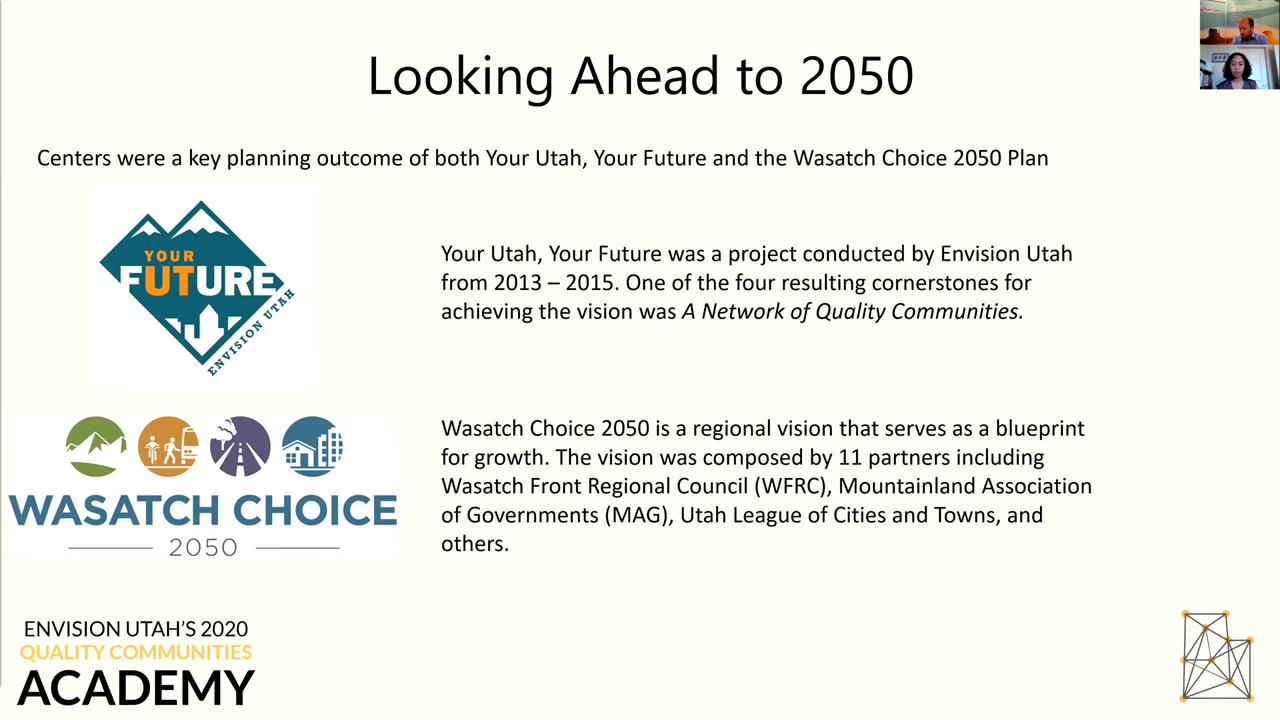 Looking Ahead to 2050
Centers were a key planning outcome of both Your Utah, Your Future and the Wasatch Choice 2050 Plan
YOUR
FUTURE
ENVISION UTAH
Your Utah, Your Future was a project conducted by Envision Utah
from 2013 – 2015. One of the four resulting cornerstones for
achieving the vision was A Network of Quality Communities.
WASATCH CHOICE
2050
Wasatch Choice 2050 is a regional vision that serves as a blueprint
for growth. The vision was composed by 11 partners including
Wasatch Front Regional Council (WFRC), Mountainland Association
of Governments (MAG), Utah League of Cities and Towns, and
others.
ENVISION UTAH'S 2020
QUALITY COMMUNITIES
ACADEMY